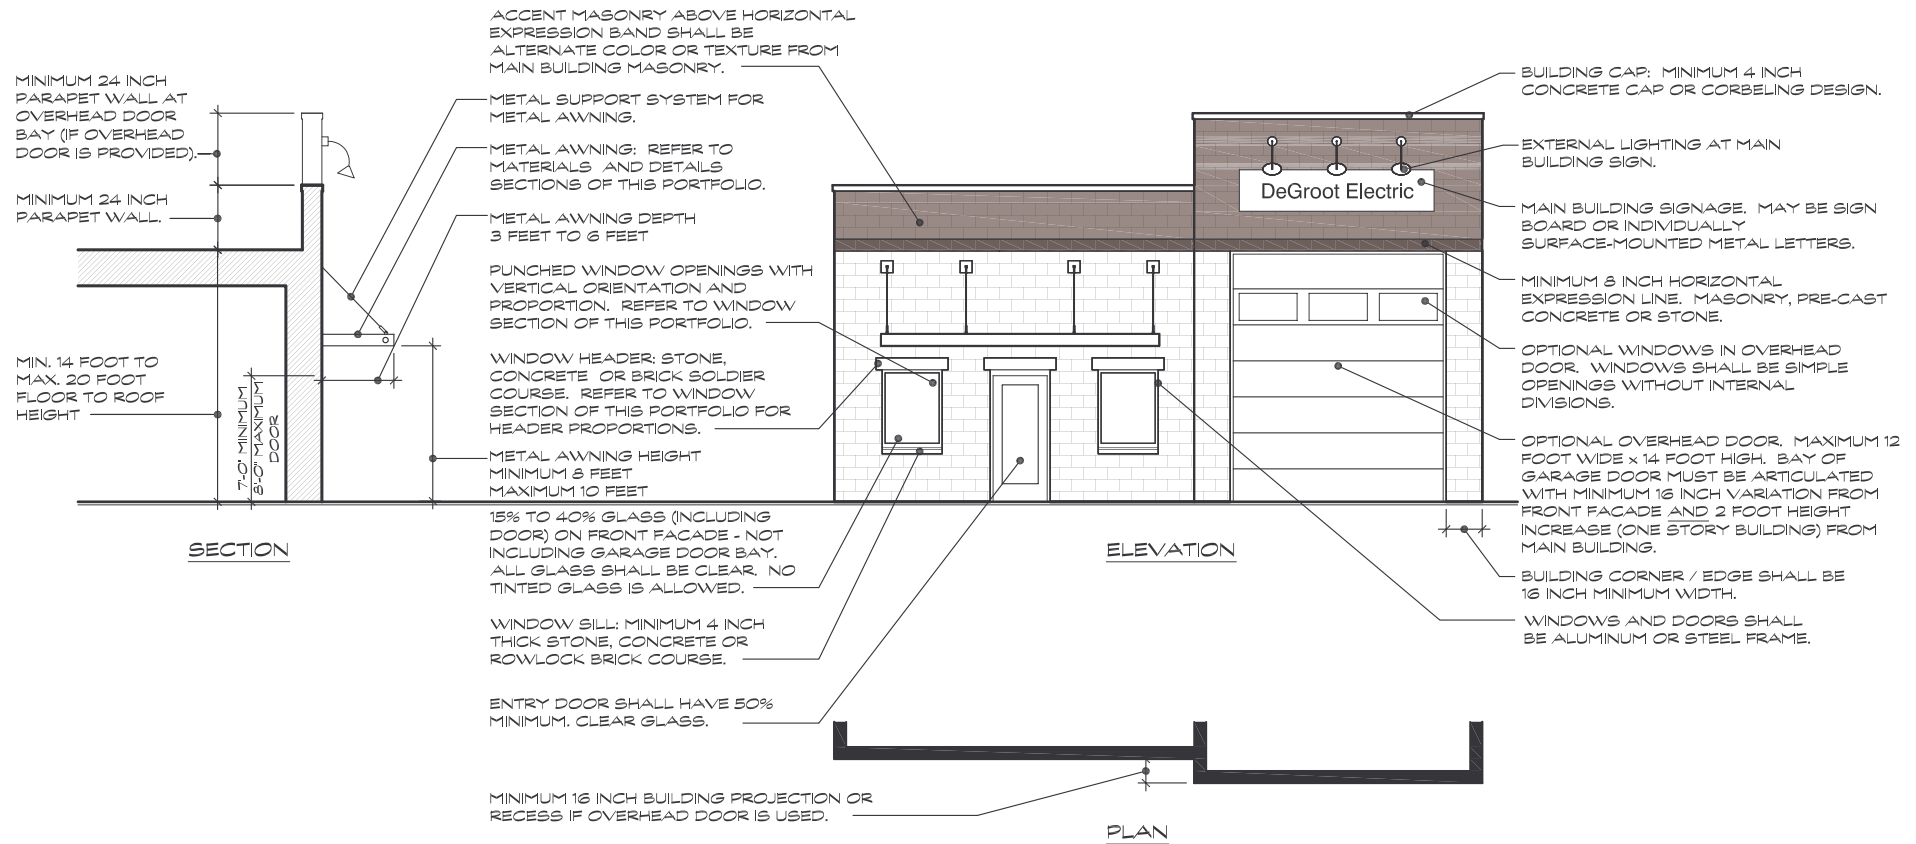 MINIMUM 24 INCH
PARAPET WALL AT
OVERHEAD DOOR
BAY (IF OVERHEAD
DOOR IS PROVIDED).
MINIMUM 24 INCH
PARAPET WALL.
MIN. 14 FOOT TO
MAX. 20 FOOT
FLOOR TO ROOF
HEIGHT
7'-0" MINIMUM
8'-0" MAXIMUM
DOOR
SECTION
ACCENT MASONRY ABOVE HORIZONTAL
EXPRESSION BAND SHALL BE
ALTERNATE COLOR OR TEXTURE FROM
MAIN BUILDING MASONRY.
METAL SUPPORT SYSTEM FOR
METAL AWNING.
METAL AWNING: REFER TO
MATERIALS AND DETAILS
SECTIONS OF THIS PORTFOLIO.
METAL AWNING DEPTH
3 FEET TO 6 FEET
PUNCHED WINDOW OPENINGS WITH
VERTICAL ORIENTATION AND
PROPORTION. REFER TO WINDOW
SECTION OF THIS PORTFOLIO.
WINDOW HEADER: STONE,
CONCRETE OR BRICK SOLDIER
COURSE. REFER TO WINDOW
SECTION OF THIS PORTFOLIO FOR
HEADER PROPORTIONS.
METAL AWNING HEIGHT
MINIMUM 8 FEET
MAXIMUM 10 FEET
15% TO 40% GLASS (INCLUDING
DOOR) ON FRONT FACADE - NOT
INCLUDING GARAGE DOOR BAY.
ALL GLASS SHALL BE CLEAR. NO
TINTED GLASS IS ALLOWED.
WINDOW SILL: MINIMUM 4 INCH
THICK STONE, CONCRETE OR
ROWLOCK BRICK COURSE.
ENTRY DOOR SHALL HAVE 50%
MINIMUM. CLEAR GLASS.
MINIMUM 16 INCH BUILDING PROJECTION OR
RECESS IF OVERHEAD DOOR IS USED.
DeGroot Electric
ELEVATION
PLAN
BUILDING CAP: MINIMUM 4 INCH
CONCRETE CAP OR CORBELING DESIGN.
EXTERNAL LIGHTING AT MAIN
BUILDING SIGN.
MAIN BUILDING SIGNAGE. MAY BE SIGN
BOARD OR INDIVIDUALLY
SURFACE-MOUNTED METAL LETTERS.
MINIMUM 8 INCH HORIZONTAL
EXPRESSION LINE. MASONRY, PRE-CAST
CONCRETE OR STONE.
OPTIONAL WINDOWS IN OVERHEAD
DOOR. WINDOWS SHALL BE SIMPLE
OPENINGS WITHOUT INTERNAL
DIVISIONS.
OPTIONAL OVERHEAD DOOR. MAXIMUM 12
FOOT WIDE x 14 FOOT HIGH. BAY OF
GARAGE DOOR MUST BE ARTICULATED
WITH MINIMUM 16 INCH VARIATION FROM
FRONT FACADE AND 2 FOOT HEIGHT
INCREASE (ONE STORY BUILDING) FROM
MAIN BUILDING.
BUILDING CORNER / EDGE SHALL BE
16 INCH MINIMUM WIDTH.
WINDOWS AND DOORS SHALL
BE ALUMINUM OR STEEL FRAME.